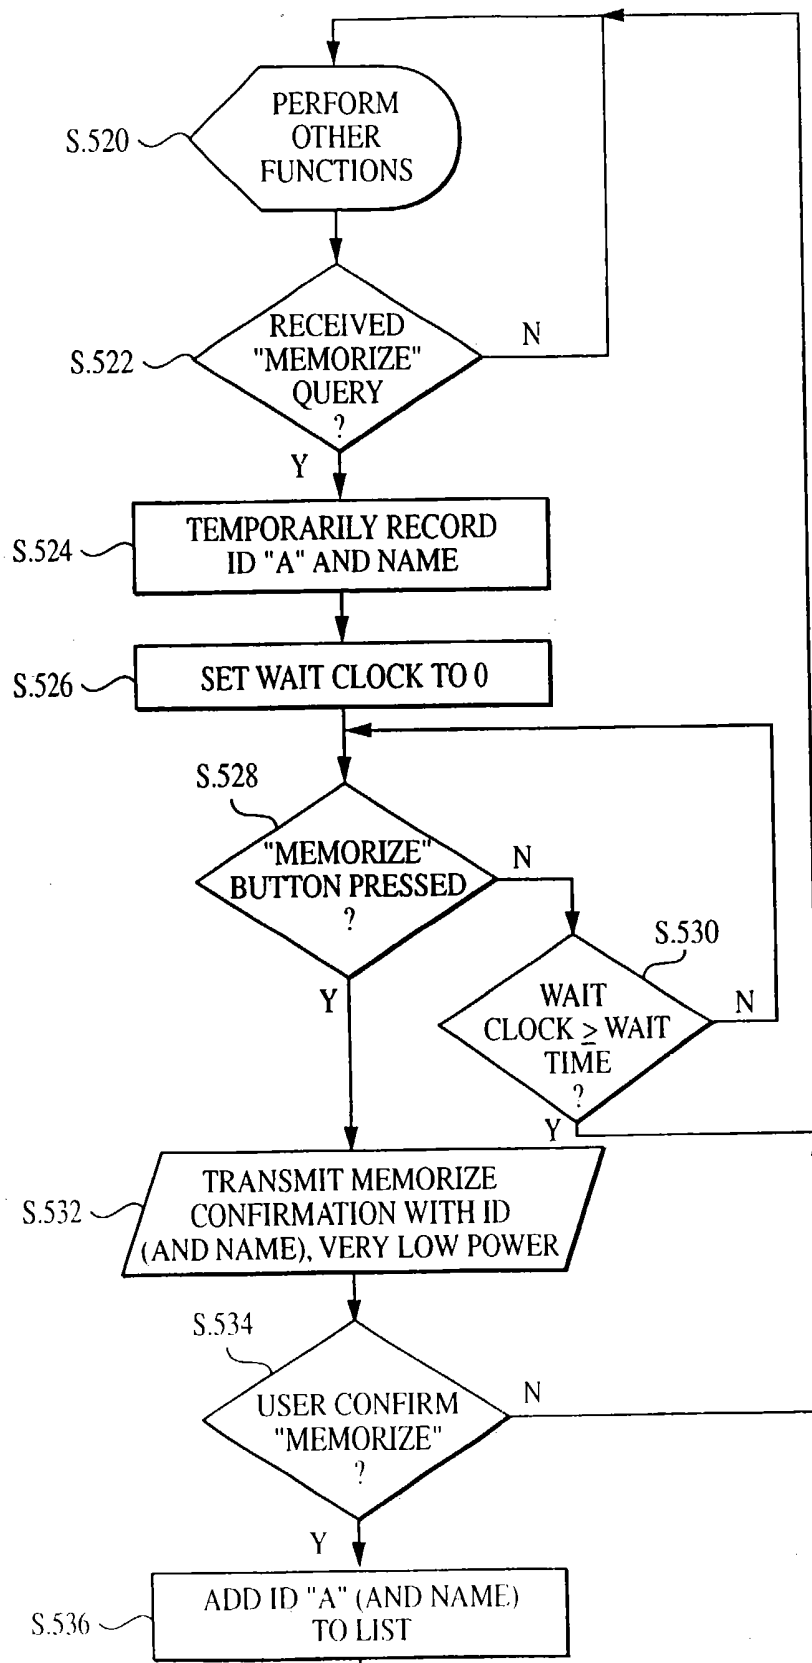 PERFORM
OTHER
FUNCTIONS
S.520
RECEIVED
"MEMORIZE"
QUERY
?
S.522
N
Y
TEMPORARILY RECORD
ID "A" AND NAME
S.524
SET WAIT CLOCK TO 0
S.526
S.528
"MEMORIZE"
BUTTON PRESSED
?
N
Y
S.530
WAIT
CLOCK ≥ WAIT
TIME
?
N
Y
TRANSMIT MEMORIZE
CONFIRMATION WITH ID
(AND NAME), VERY LOW POWER
S.532
S.534
USER CONFIRM
"MEMORIZE"
?
N
Y
ADD ID "A" (AND NAME)
TO LIST
S.536